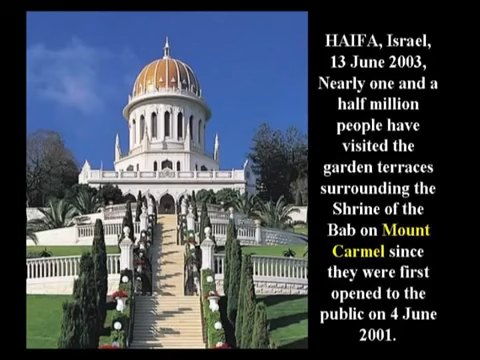 HAIFA, Israel,
13 June 2003,
Nearly one and a
half million
people have
visited the
garden terraces
surrounding the
Shrine of the
Bab on Mount
Carmel since
they were first
opened to the
public on 4 June
2001.